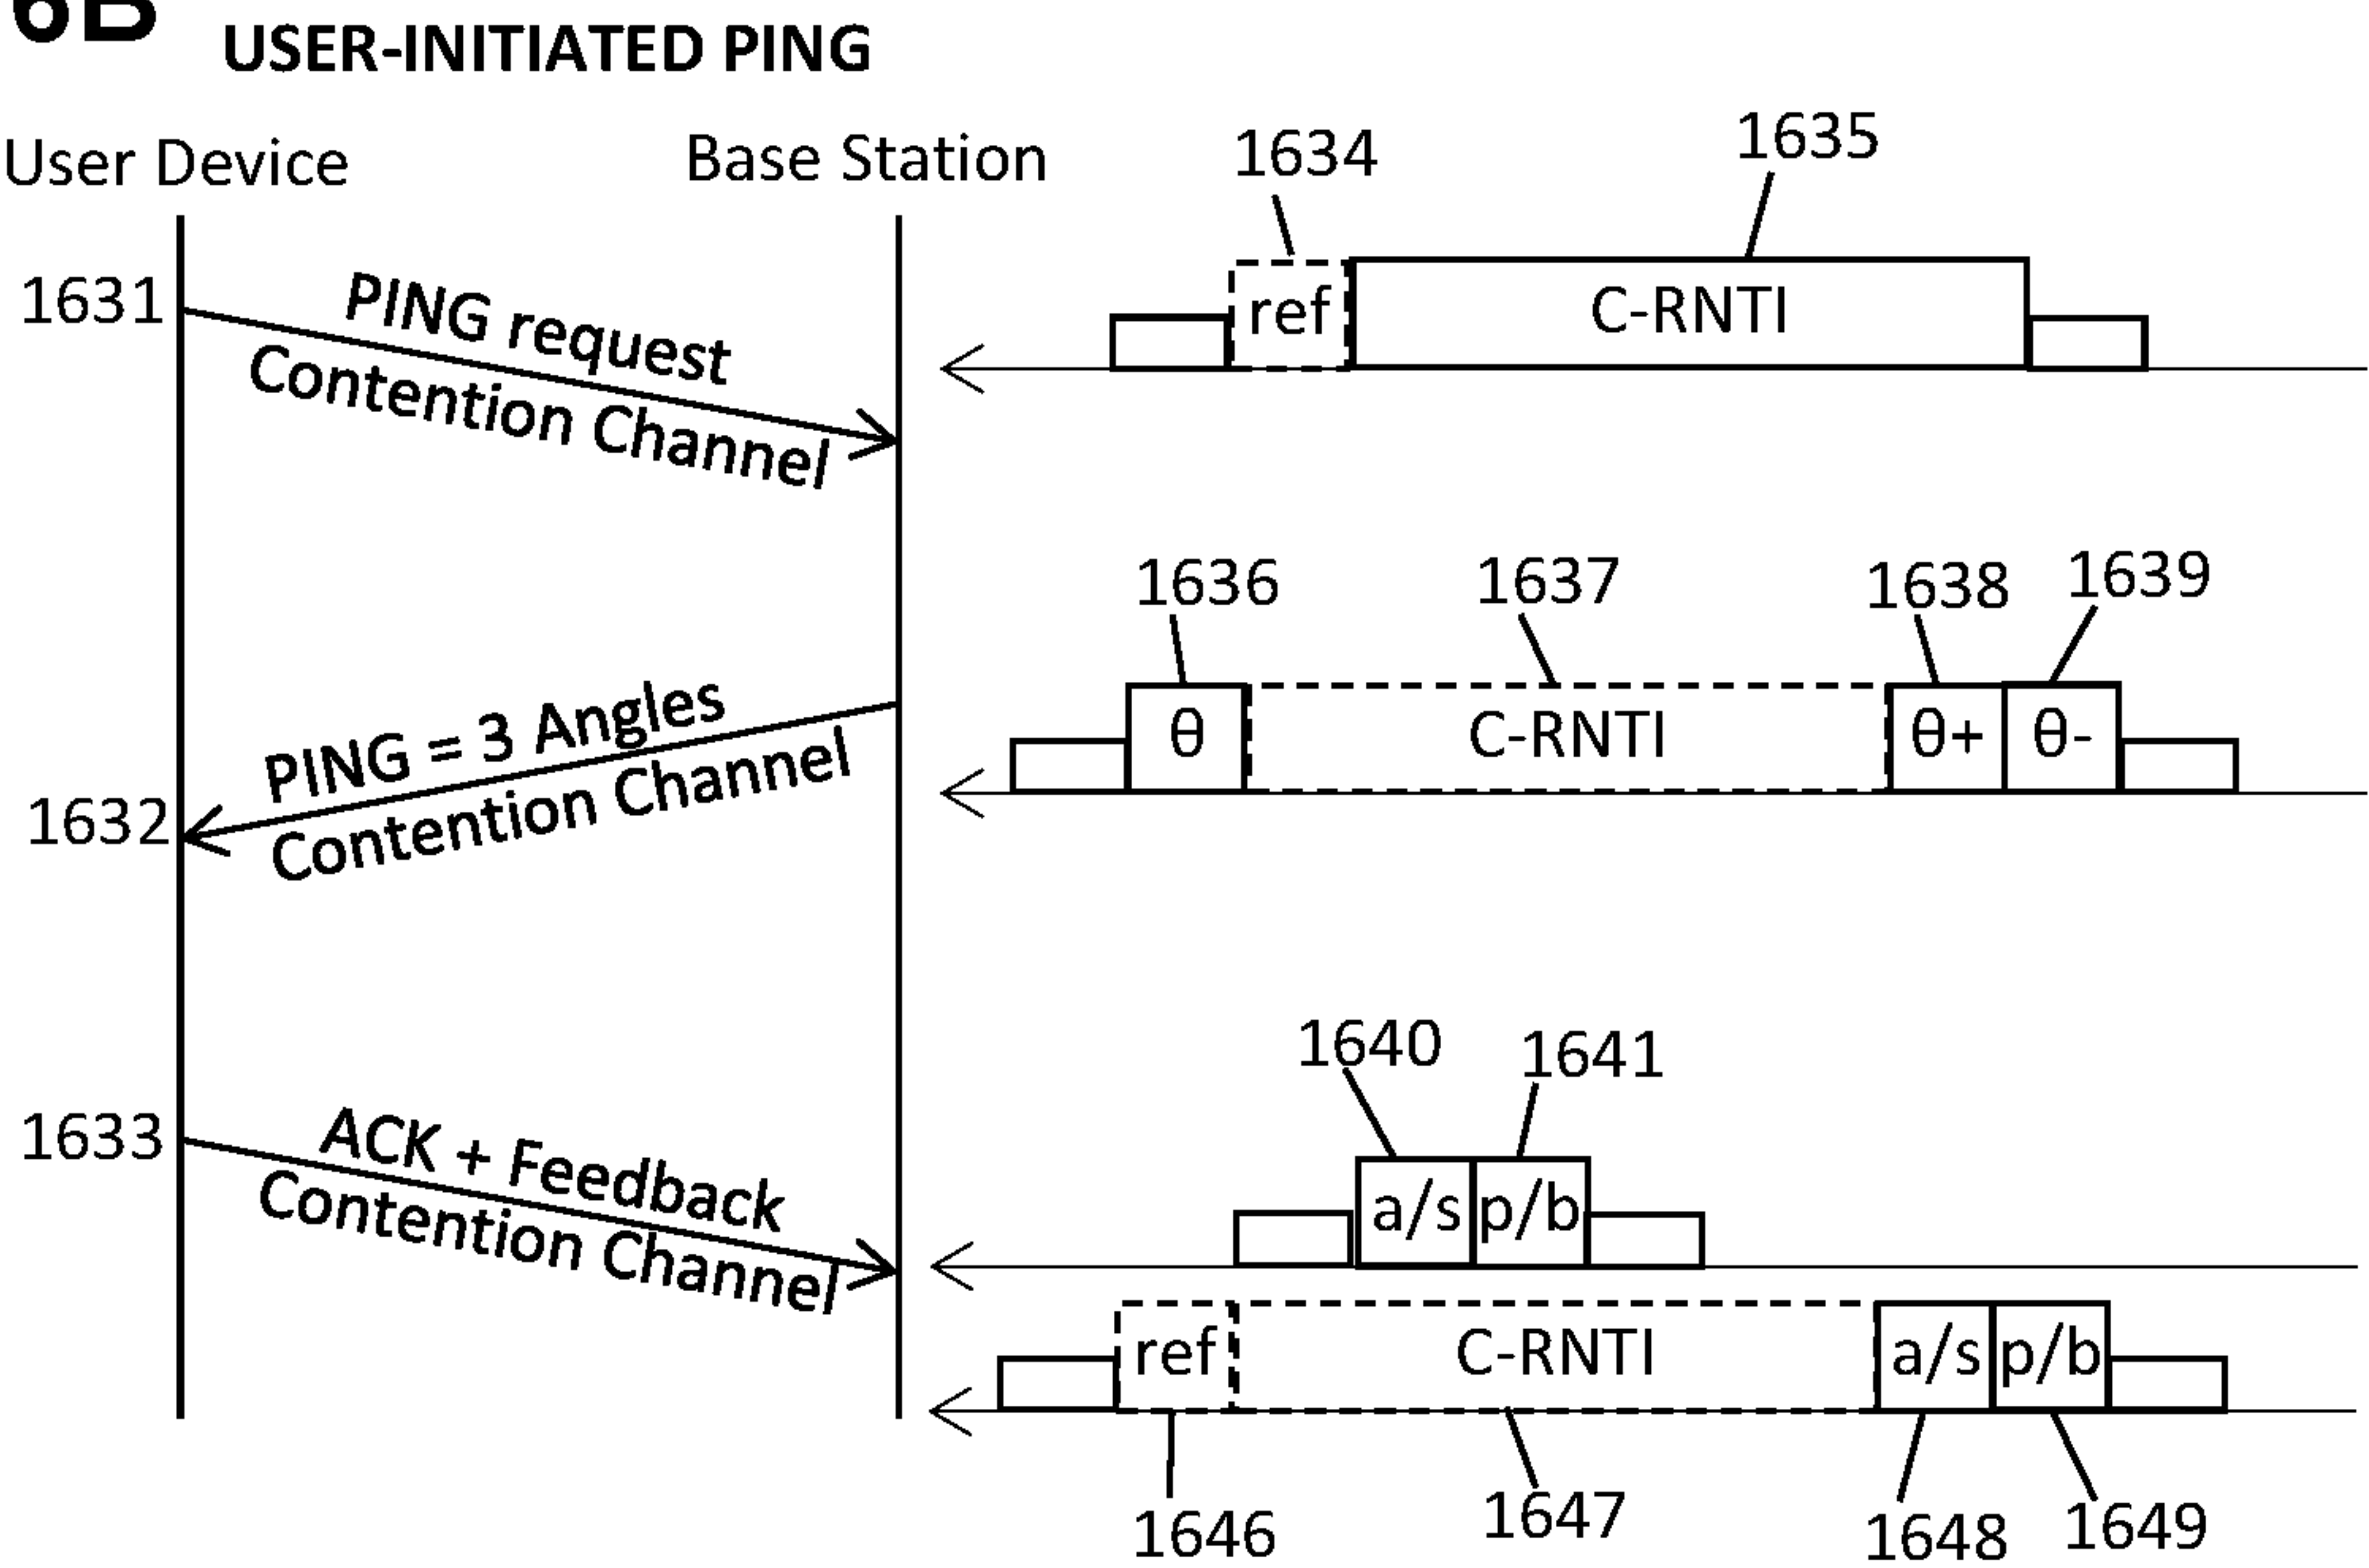 6B
USER-INITIATED PING
User Device
Base Station
1634
1635
1631
PING request
Contention Channel
ref
C-RNTI
1636
1637
1638
1639
PING = 3 Angles
Contention Channel
1632
θ
C-RNTI
θ+
θ-
1640
1641
1633
ACK + Feedback
Contention Channel
a/s
p/b
ref
C-RNTI
a/s
p/b
1646
1647
1648
1649